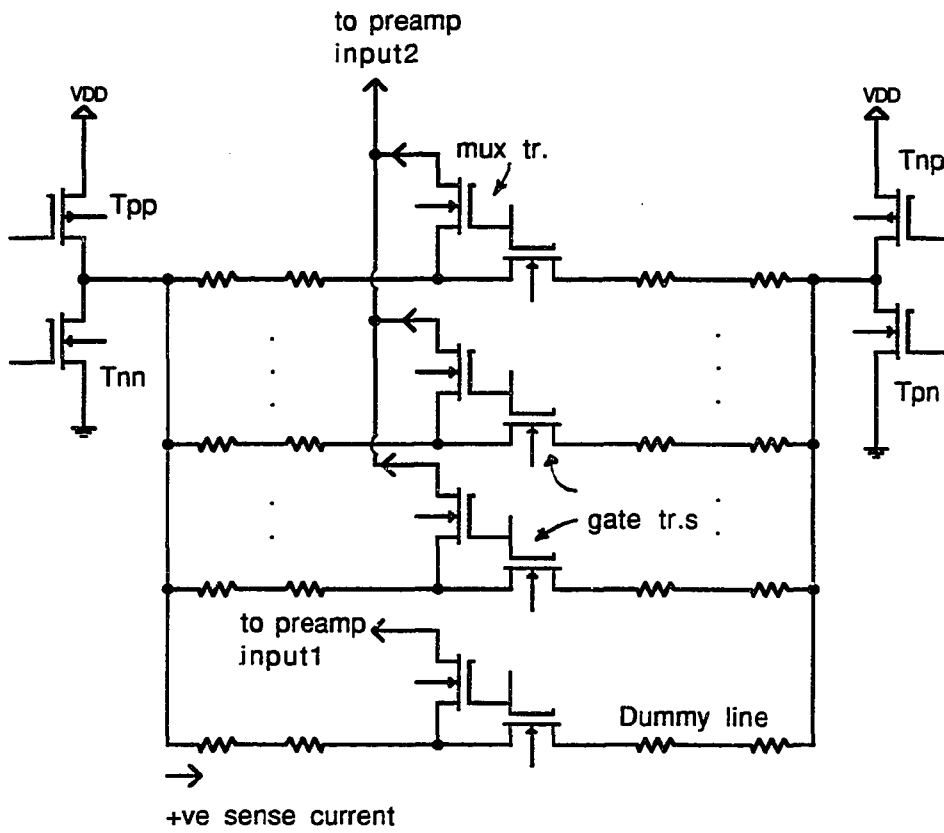 to preamp
input2
VDD
VDD
mux tr.
Tnp
Tpp
Tnn
Tpn
gate tr.s
to preamp
input1
Dummy line
+ve sense current